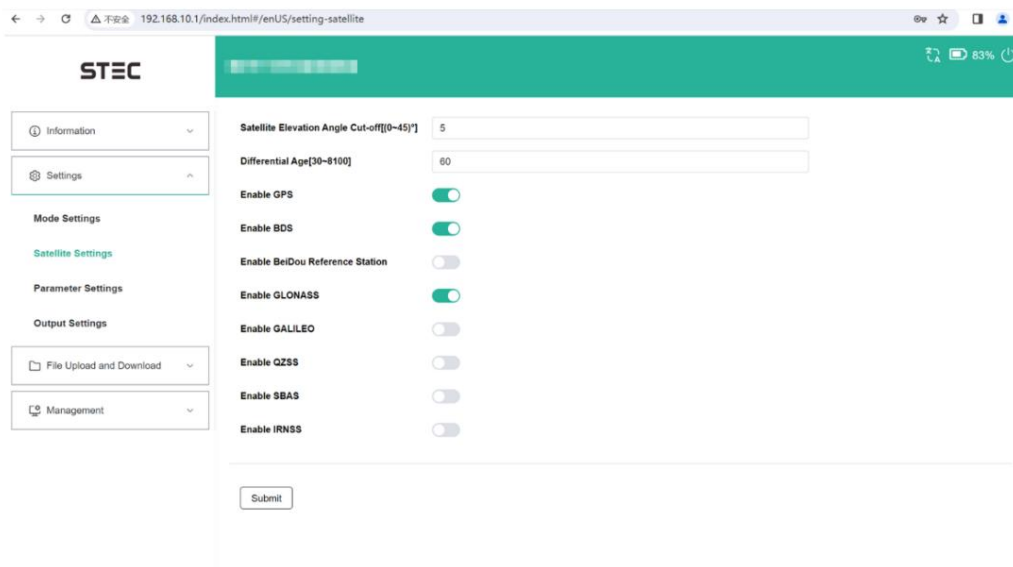 不安全 192.168.10.1/index.html#/enUS/setting-satellite
STEC
83%
Information
Settings
Mode Settings
Satellite Settings
Parameter Settings
Output Settings
File Upload and Download
Management
Satellite Elevation Angle Cut-off[(0~45)°] 5
Differential Age[30~8100] 60
Enable GPS
Enable BDS
Enable BeiDou Reference Station
Enable GLONASS
Enable GALILEO
Enable QZSS
Enable SBAS
Enable IRNSS
Submit